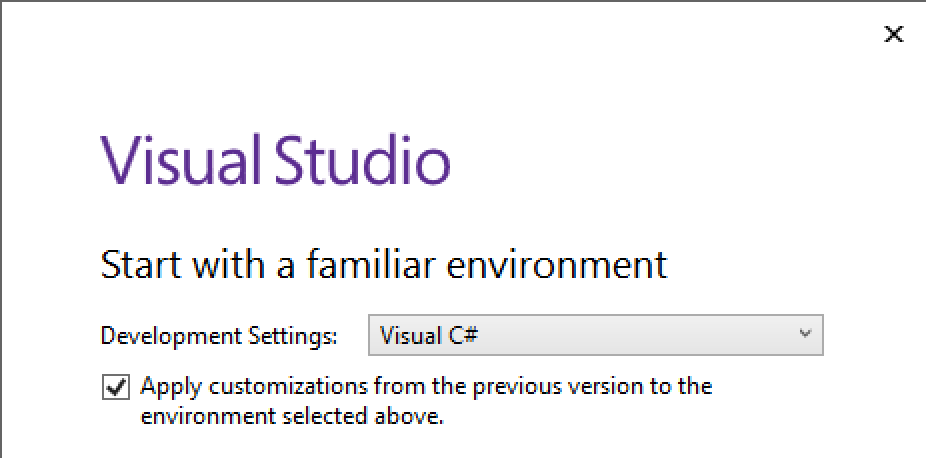 Visual Studio
Start with a familiar environment
Development Settings: Visual C#
Apply customizations from the previous version to the
environment selected above.